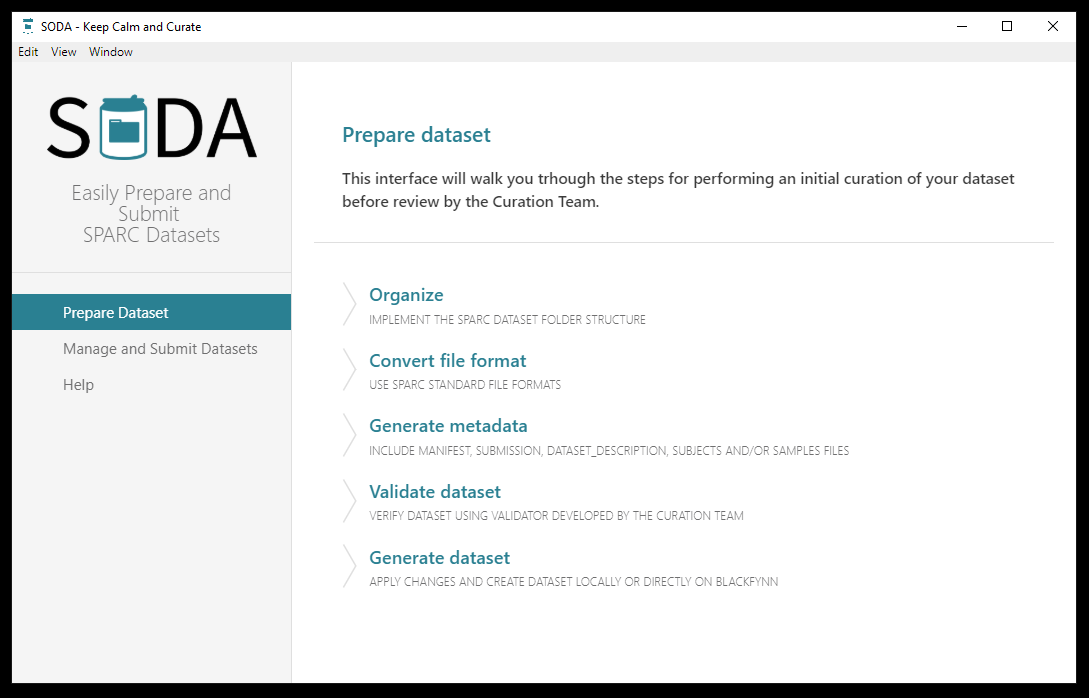 SODA - Keep Calm and Curate
Edit View Window
SODA
Easily Prepare and
Submit
SPARC Datasets
Prepare Dataset
Manage and Submit Datasets
Help
Prepare dataset
This interface will walk you trhough the steps for performing an initial curation of your dataset
before review by the Curation Team.
Organize
IMPLEMENT THE SPARC DATASET FOLDER STRUCTURE
Convert file format
USE SPARC STANDARD FILE FORMATS
Generate metadata
INCLUDE MANIFEST, SUBMISSION, DATASET_DESCRIPTION, SUBJECTS AND/OR SAMPLES FILES
Validate dataset
VERIFY DATASET USING VALIDATOR DEVELOPED BY THE CURATION TEAM
Generate dataset
APPLY CHANGES AND CREATE DATASET LOCALLY OR DIRECTLY ON BLACKFYNN